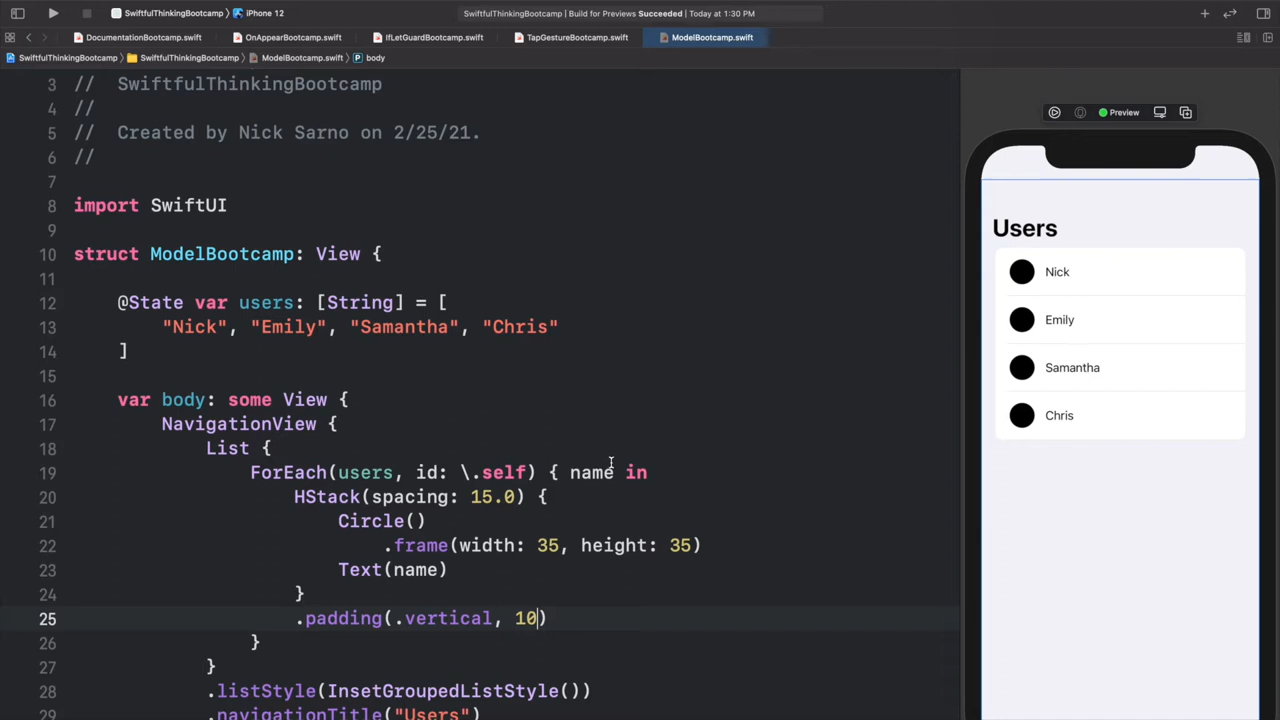 SwiftfulThinkingBootcamp iPhone 12
SwiftfulThinkingBootcamp | Build for Previews Succeeded | Today at 1:30 PM
DocumentationBootcamp.swift OnAppearBootcamp.swift IfLetGuardBootcamp.swift TapGestureBootcamp.swift ModelBootcamp.swift
SwiftfulThinkingBootcamp SwiftfulThinkingBootcamp ModelBootcamp.swift P body
3 //  SwiftfulThinkingBootcamp
4 //
5 //  Created by Nick Sarno on 2/25/21.
6 //
7
8 import SwiftUI
9
10 struct ModelBootcamp: View {
11
12     @State var users: [String] = [
13         "Nick", "Emily", "Samantha", "Chris"
14     ]
15
16     var body: some View {
17         NavigationView {
18             List {
19                 ForEach(users, id: \.self) { name in
20                     HStack(spacing: 15.0) {
21                         Circle()
22                             .frame(width: 35, height: 35)
23                         Text(name)
24                     }
25                     .padding(.vertical, 10)
26                 }
27             }
28             .listStyle(InsetGroupedListStyle())
29             .navigationTitle("Users")
Preview
Users
Nick
Emily
Samantha
Chris